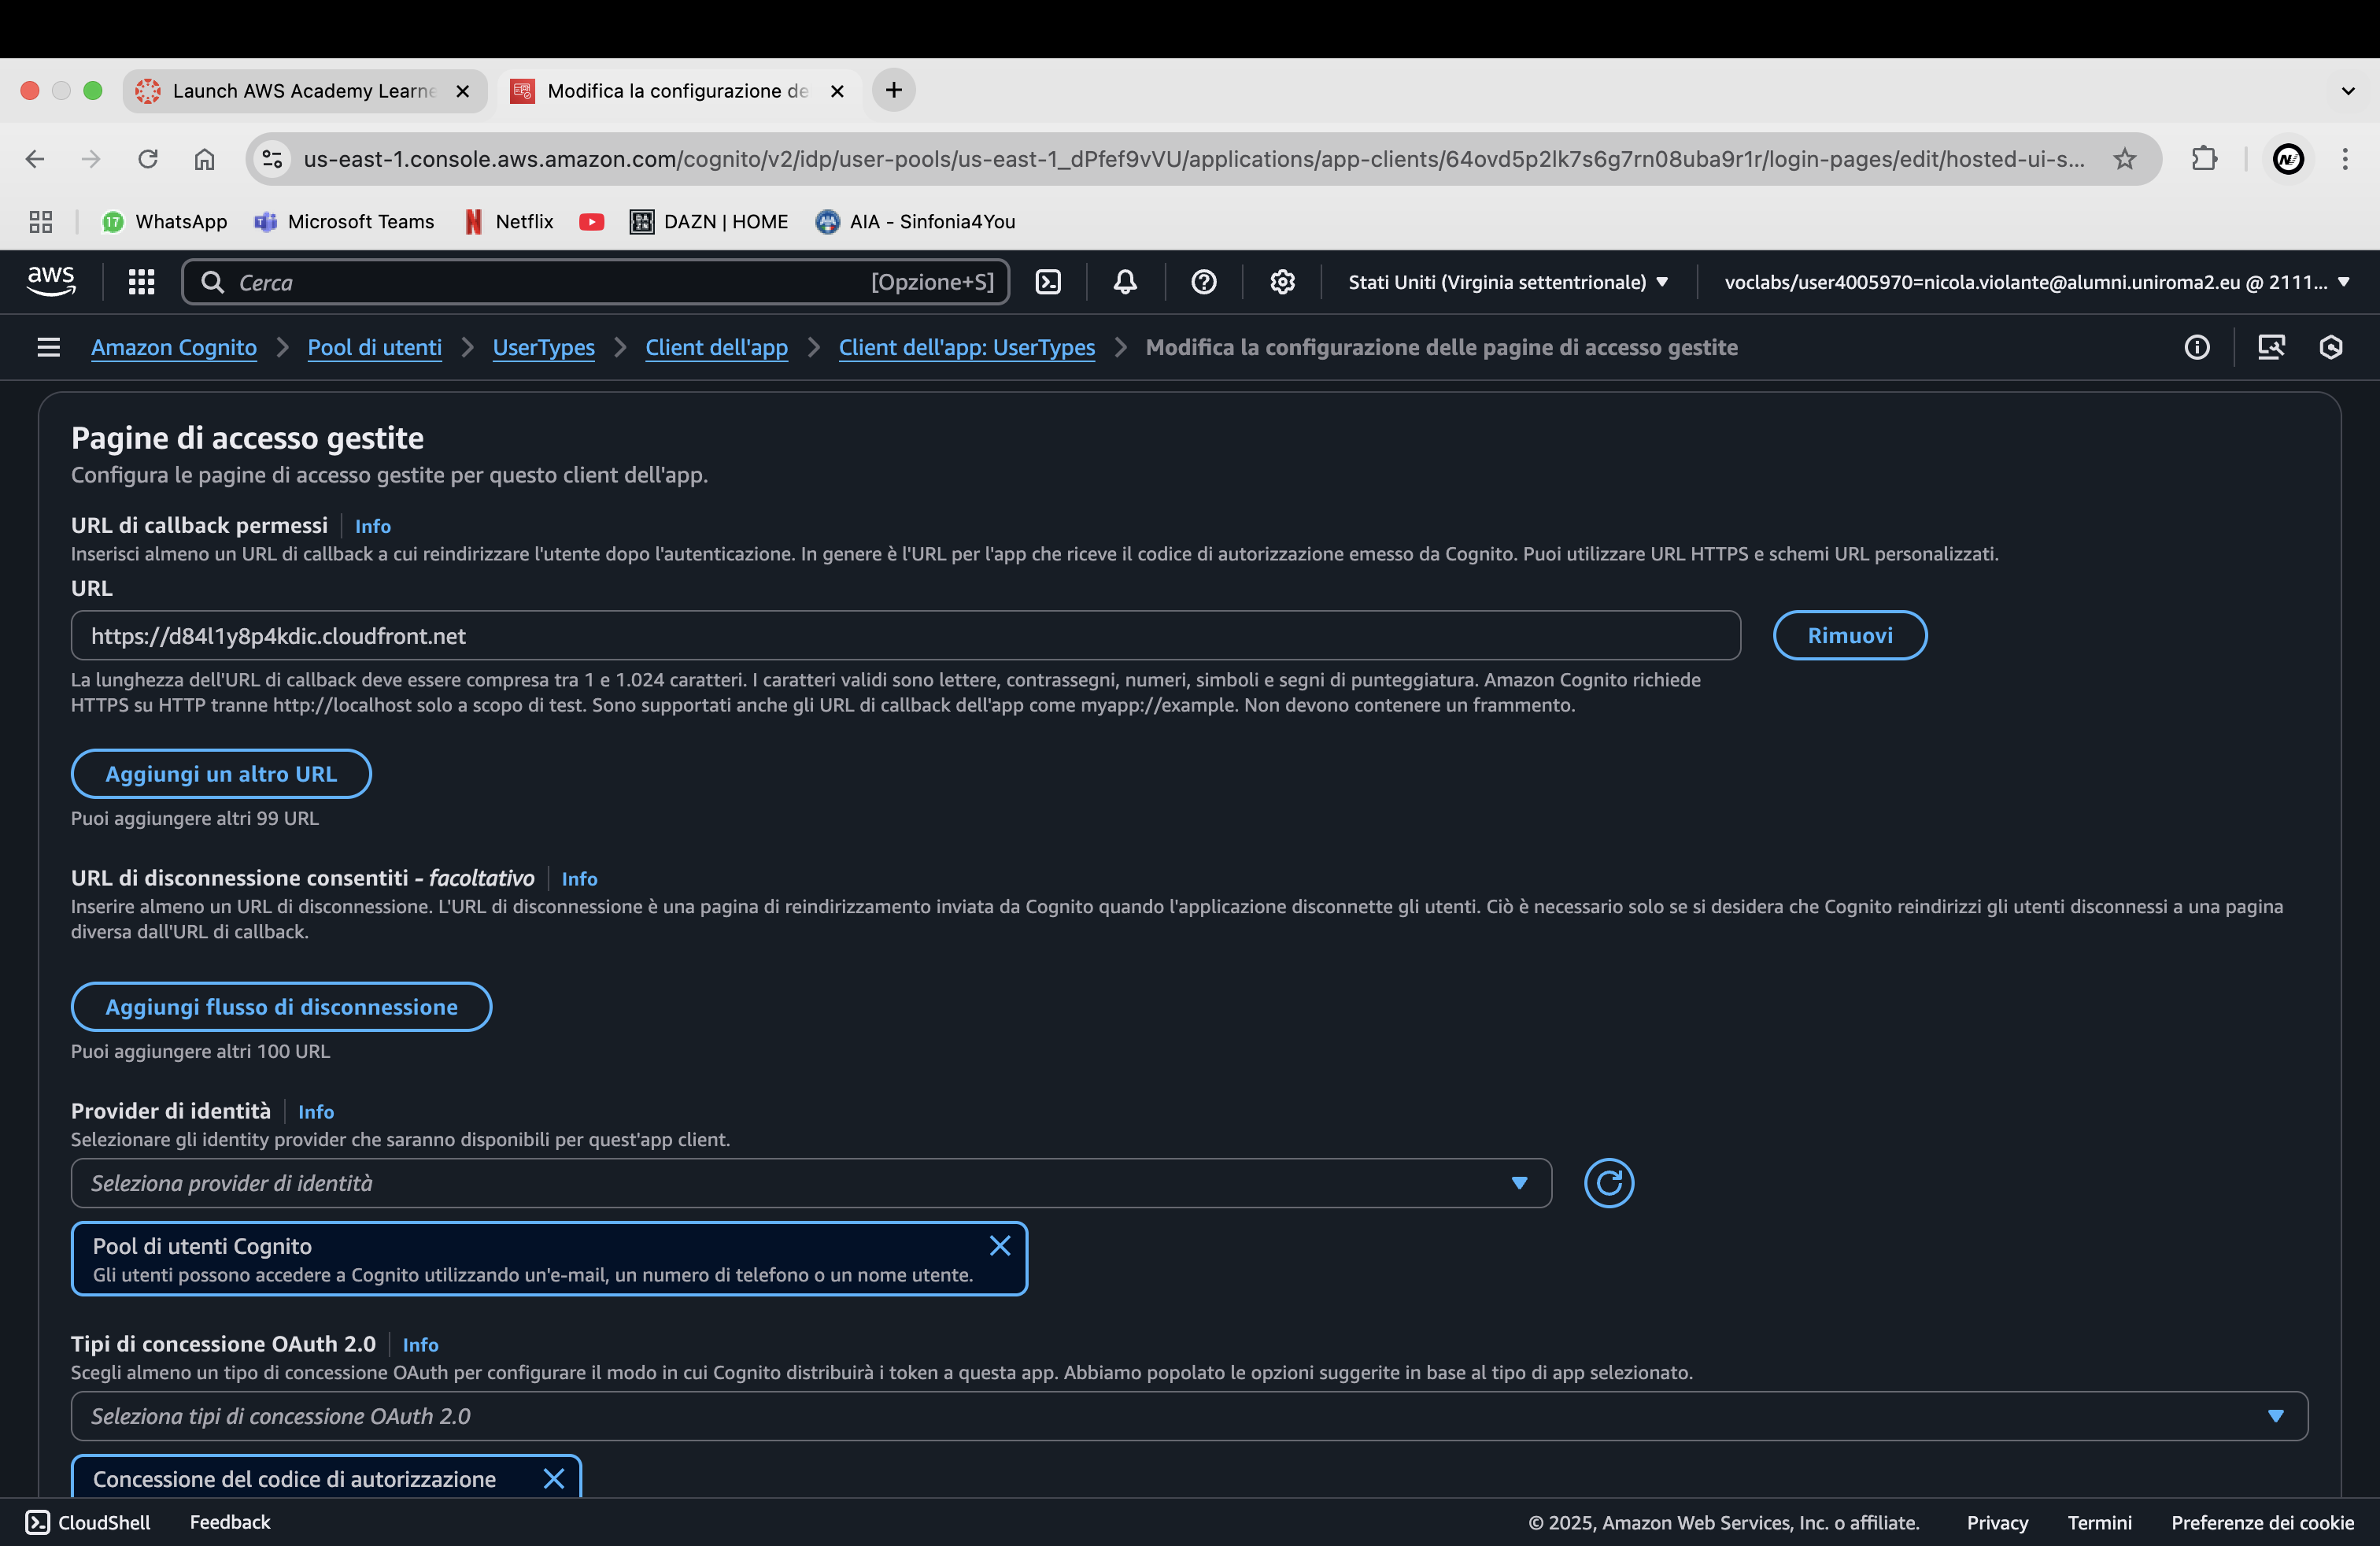 Launch AWS Academy Learne
Modifica la configurazione de
us-east-1.console.aws.amazon.com/cognito/v2/idp/user-pools/us-east-1_dPfef9vVU/applications/app-clients/64ovd5p2lk7s6g7rn08uba9r1r/login-pages/edit/hosted-ui-s...
17 WhatsApp Microsoft Teams Netflix DAZN | HOME AIA - Sinfonia4You
aws Cerca [Opzione+S] Stati Uniti (Virginia settentrionale) voclabs/user4005970=nicola.violante@alumni.uniroma2.eu @ 2111...
Amazon Cognito Pool di utenti UserTypes Client dell'app Client dell'app: UserTypes Modifica la configurazione delle pagine di accesso gestite
Pagine di accesso gestite
Configura le pagine di accesso gestite per questo client dell'app.
URL di callback permessi Info
Inserisci almeno un URL di callback a cui reindirizzare l'utente dopo l'autenticazione. In genere è l'URL per l'app che riceve il codice di autorizzazione emesso da Cognito. Puoi utilizzare URL HTTPS e schemi URL personalizzati.
URL
https://d84l1y8p4kdic.cloudfront.net Rimuovi
La lunghezza dell'URL di callback deve essere compresa tra 1 e 1.024 caratteri. I caratteri validi sono lettere, contrassegni, numeri, simboli e segni di punteggiatura. Amazon Cognito richiede
HTTPS su HTTP tranne http://localhost solo a scopo di test. Sono supportati anche gli URL di callback dell'app come myapp://example. Non devono contenere un frammento.
Aggiungi un altro URL
Puoi aggiungere altri 99 URL
URL di disconnessione consentiti - facoltativo Info
Inserire almeno un URL di disconnessione. L'URL di disconnessione è una pagina di reindirizzamento inviata da Cognito quando l'applicazione disconnette gli utenti. Ciò è necessario solo se si desidera che Cognito reindirizzi gli utenti disconnessi a una pagina
diversa dall'URL di callback.
Aggiungi flusso di disconnessione
Puoi aggiungere altri 100 URL
Provider di identità Info
Selezionare gli identity provider che saranno disponibili per quest'app client.
Seleziona provider di identità
Pool di utenti Cognito
Gli utenti possono accedere a Cognito utilizzando un'e-mail, un numero di telefono o un nome utente.
Tipi di concessione OAuth 2.0 Info
Scegli almeno un tipo di concessione OAuth per configurare il modo in cui Cognito distribuirà i token a questa app. Abbiamo popolato le opzioni suggerite in base al tipo di app selezionato.
Seleziona tipi di concessione OAuth 2.0
Concessione del codice di autorizzazione
CloudShell Feedback © 2025, Amazon Web Services, Inc. o affiliate. Privacy Termini Preferenze dei cookie